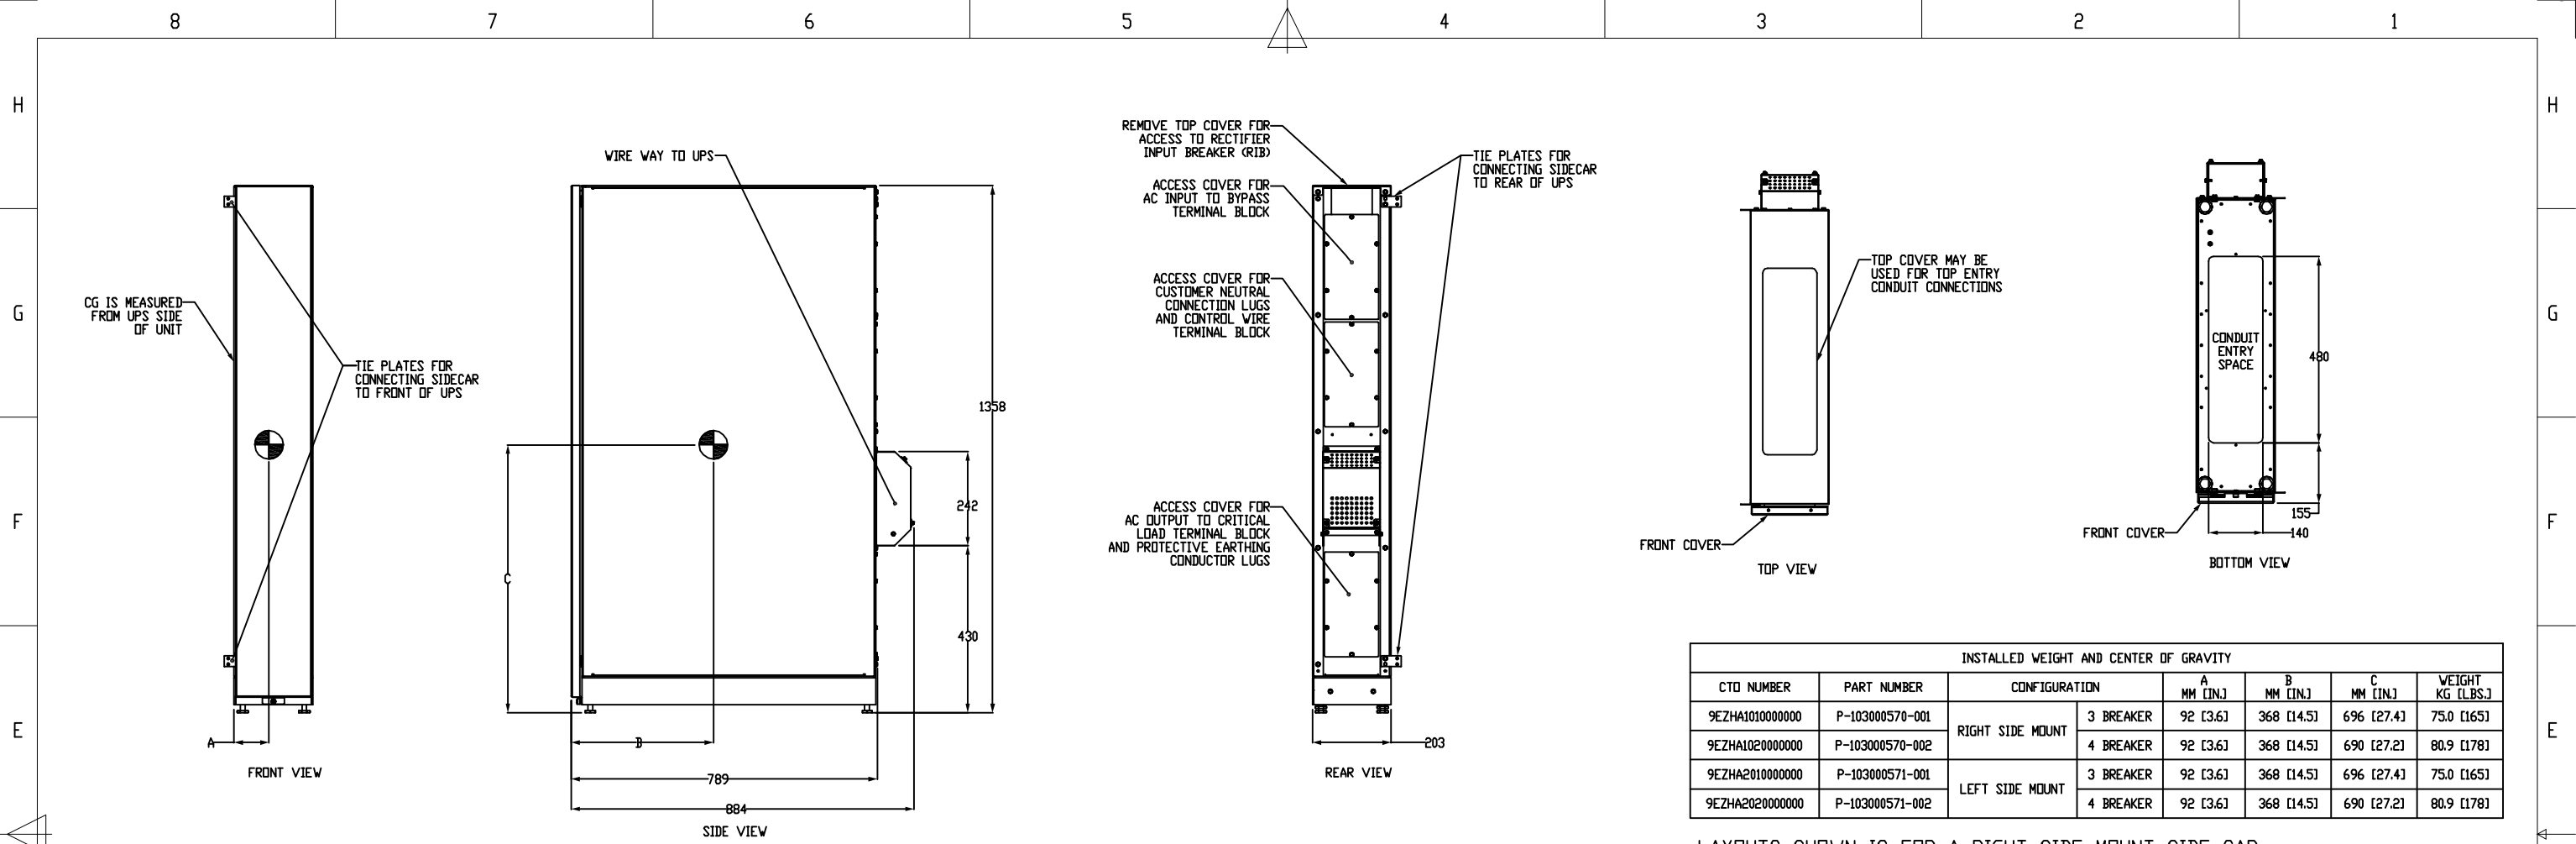 8 7 6 5 4 3 2 1
H H
G G
F F
E E
CG IS MEASURED
FROM UPS SIDE
OF UNIT
TIE PLATES FOR
CONNECTING SIDECAR
TO FRONT OF UPS
A
FRONT VIEW
WIRE WAY TO UPS
1358
242
430
C
B
789
884
SIDE VIEW
REMOVE TOP COVER FOR
ACCESS TO RECTIFIER
INPUT BREAKER (RIB)
ACCESS COVER FOR
AC INPUT TO BYPASS
TERMINAL BLOCK
ACCESS COVER FOR
CUSTOMER NEUTRAL
CONNECTION LUGS
AND CONTROL WIRE
TERMINAL BLOCK
ACCESS COVER FOR
AC OUTPUT TO CRITICAL
LOAD TERMINAL BLOCK
AND PROTECTIVE EARTHING
CONDUCTOR LUGS
TIE PLATES FOR
CONNECTING SIDECAR
TO REAR OF UPS
203
REAR VIEW
TOP COVER MAY BE
USED FOR TOP ENTRY
CONDUIT CONNECTIONS
FRONT COVER
TOP VIEW
CONDUIT
ENTRY
SPACE
480
155
140
FRONT COVER
BOTTOM VIEW
INSTALLED WEIGHT AND CENTER OF GRAVITY
CTO NUMBER PART NUMBER CONFIGURATION A MM [IN.] B MM [IN.] C MM [IN.] WEIGHT KG [LBS.]
9EZHA1010000000 P-103000570-001 RIGHT SIDE MOUNT 3 BREAKER 92 [3.6] 368 [14.5] 696 [27.4] 75.0 [165]
9EZHA1020000000 P-103000570-002 4 BREAKER 92 [3.6] 368 [14.5] 690 [27.2] 80.9 [178]
9EZHA2010000000 P-103000571-001 LEFT SIDE MOUNT 3 BREAKER 92 [3.6] 368 [14.5] 696 [27.4] 75.0 [165]
9EZHA2020000000 P-103000571-002 4 BREAKER 92 [3.6] 368 [14.5] 690 [27.2] 80.9 [178]
LAYOUTS SHOWN IS FOR A RIGHT SIDE MOUNT SIDE CAR